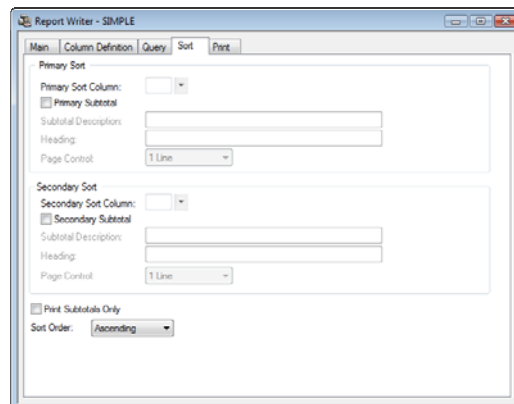 Report Writer - SIMPLE
Main Column Definition Query Sort Print
Primary Sort
Primary Sort Column:
Primary Subtotal
Subtotal Description:
Heading:
Page Control: 1 Line
Secondary Sort
Secondary Sort Column:
Secondary Subtotal
Subtotal Description:
Heading:
Page Control: 1 Line
Print Subtotals Only
Sort Order: Ascending